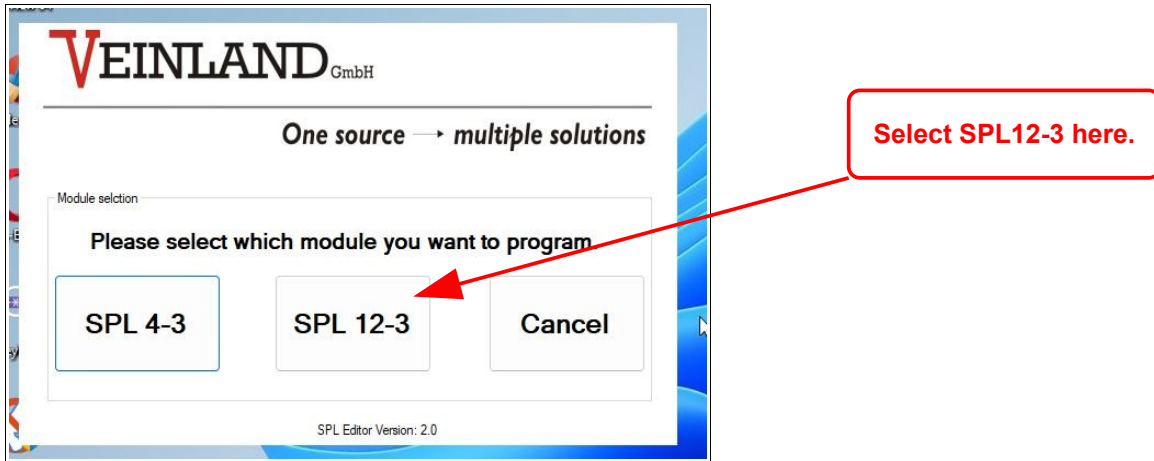 VEINLAND GmbH
One source → multiple solutions
Select SPL12-3 here.
Module selction
Please select which module you want to program.
SPL 4-3
SPL 12-3
Cancel
SPL Editor Version: 2.0